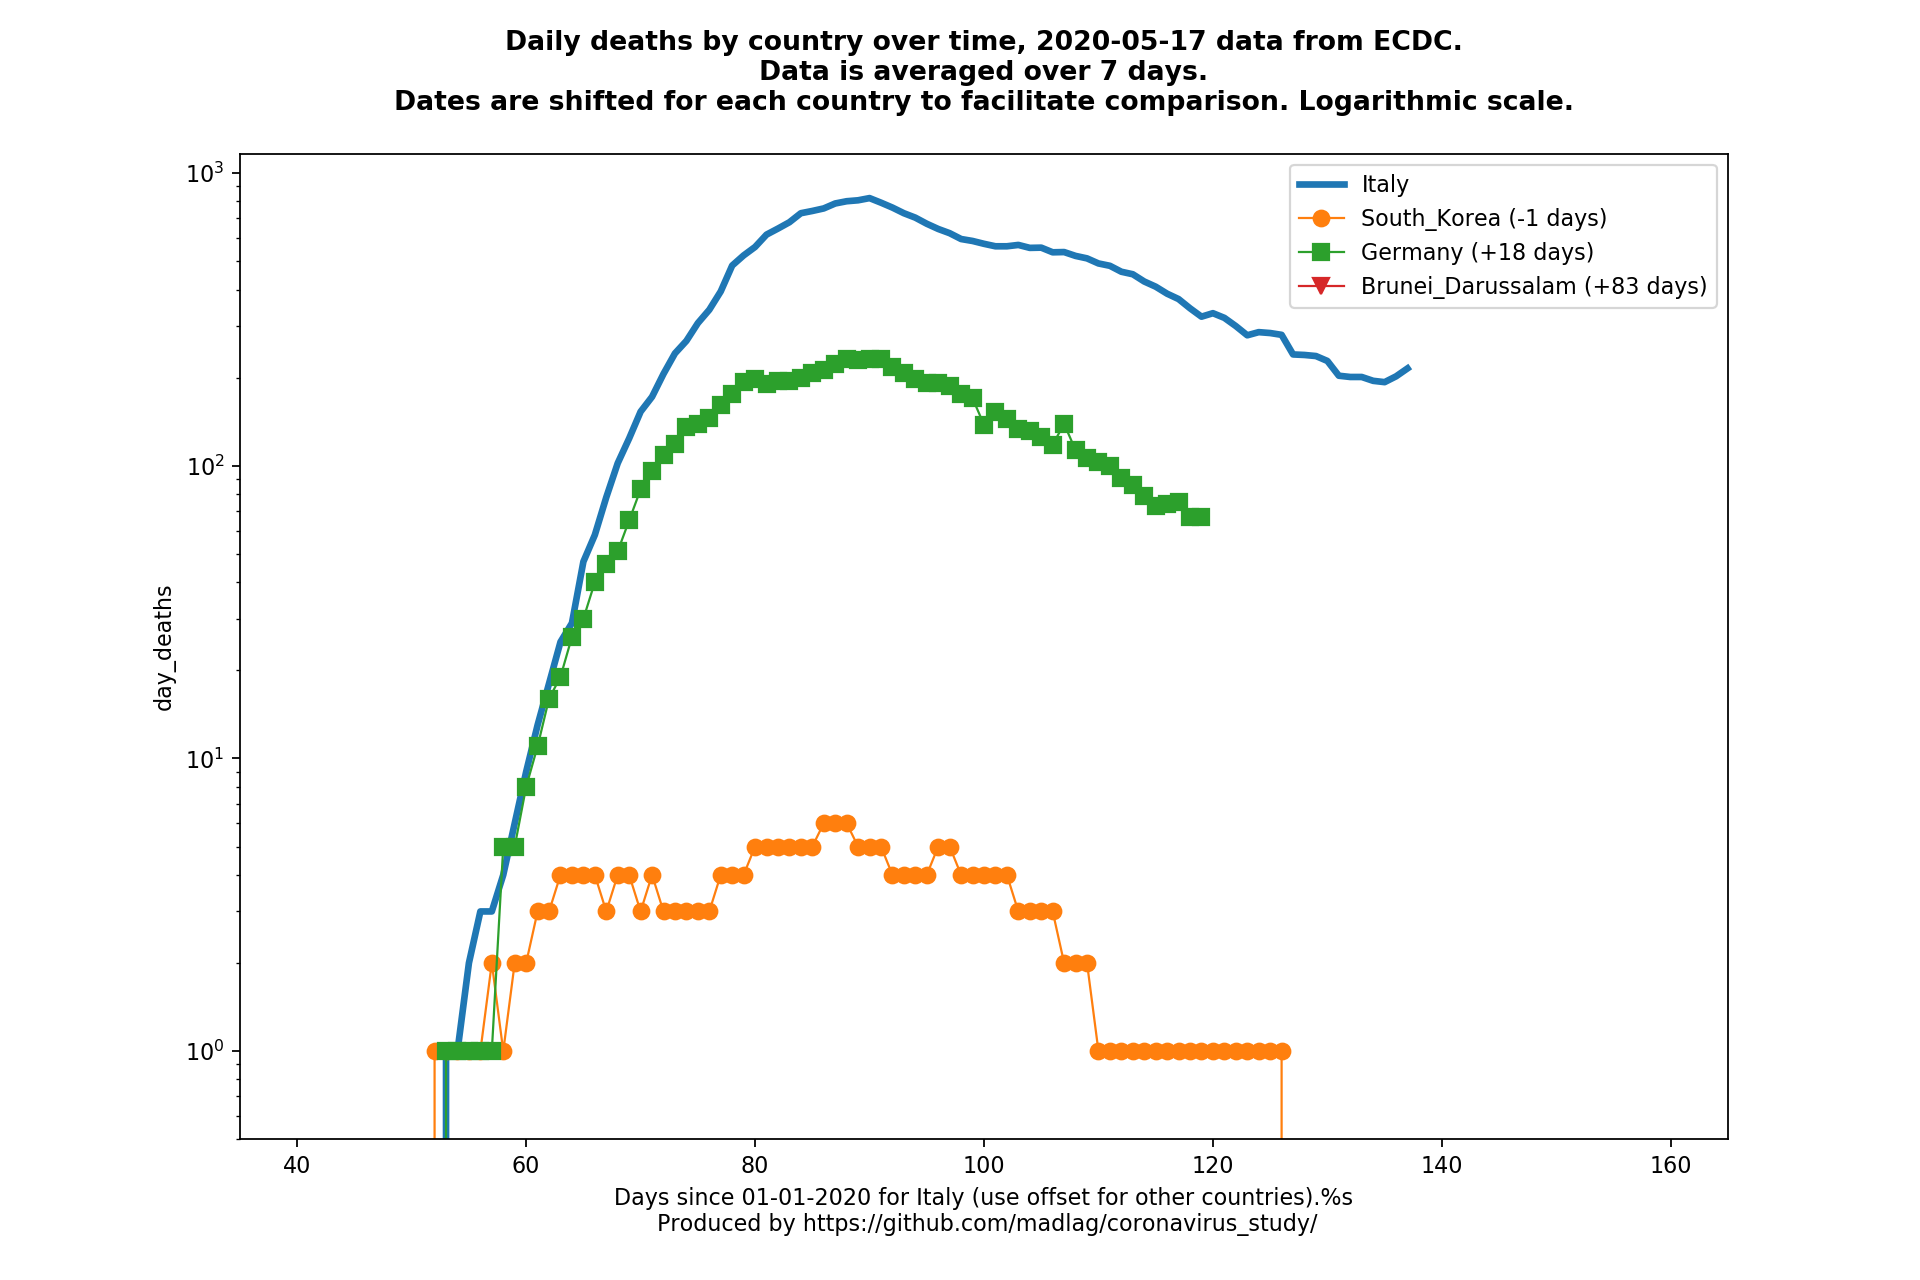 Daily deaths by country over time, 2020-05-17 data from ECDC.
Data is averaged over 7 days.
Dates are shifted for each country to facilitate comparison. Logarithmic scale.
10³
10²
10¹
10⁰
day_deaths
Italy
South_Korea (-1 days)
Germany (+18 days)
Brunei_Darussalam (+83 days)
40 60 80 100 120 140 160
Days since 01-01-2020 for Italy (use offset for other countries).%s
Produced by https://github.com/madlag/coronavirus_study/